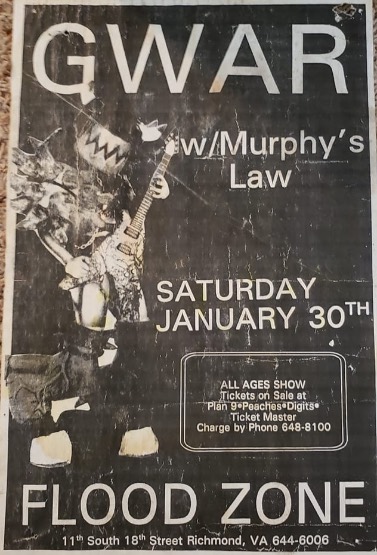 GWAR
w/Murphy's
Law
SATURDAY
JANUARY 30TH
ALL AGES SHOW
Tickets on Sale at
Plan 9•Peaches•Digits•
Ticket Master
Charge by Phone 648-8100
FLOOD ZONE
11th South 18th Street Richmond, VA 644-6006